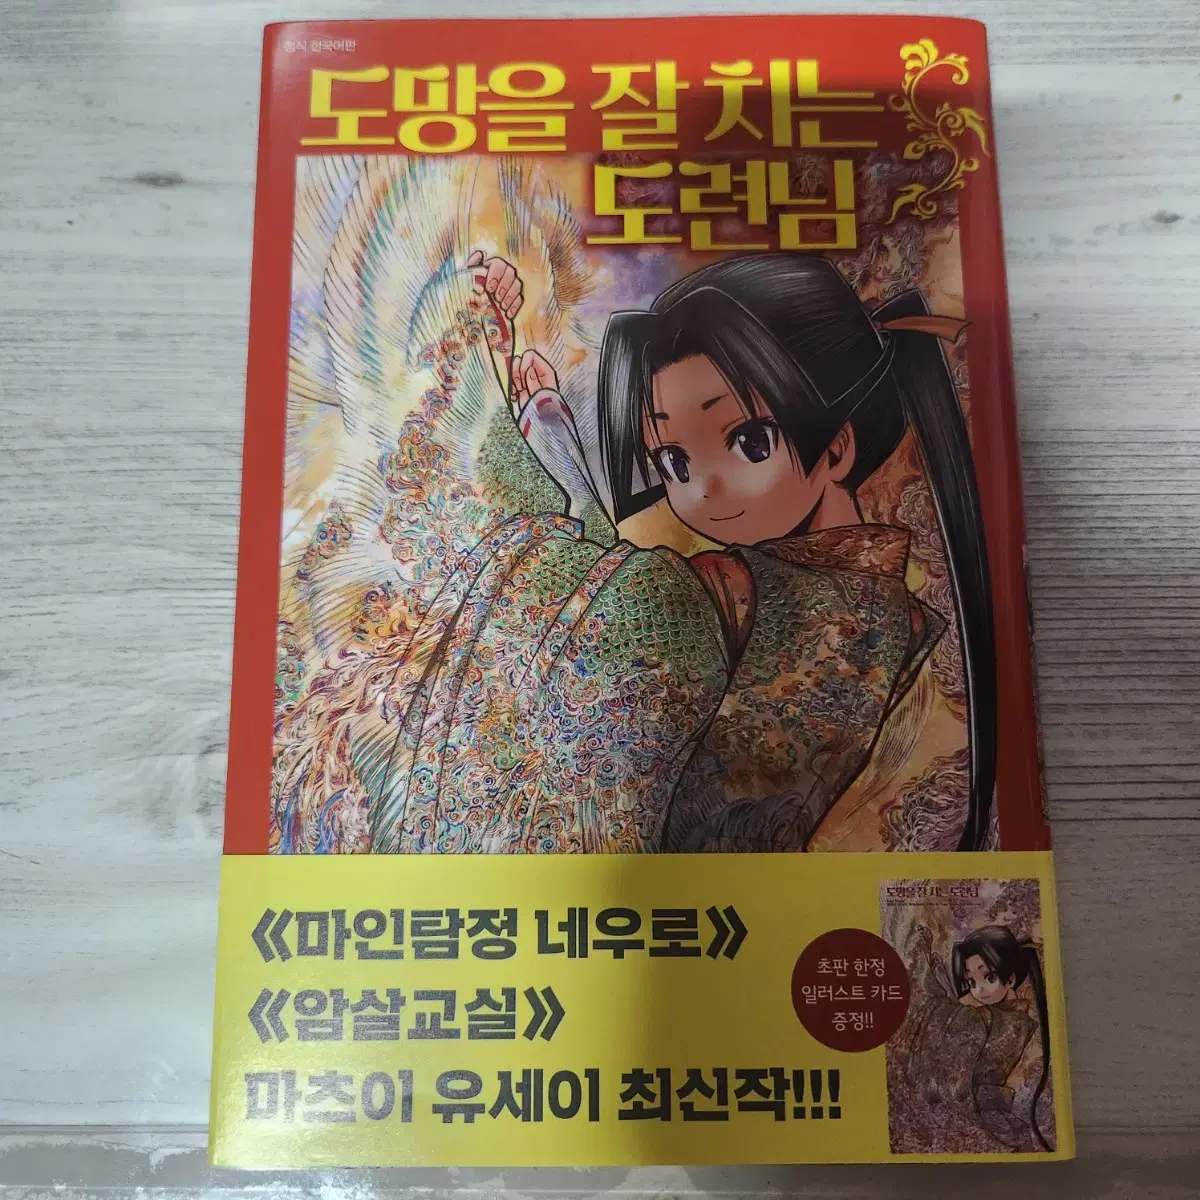 정식 한국어판
도망을 잘 치는
도련님
《마인탐정 네우로》
《암살교실》
마츠이 유세이 최신작!!!
초판 한정
일러스트 카드
증정!!
도망을 잘 치는 도련님